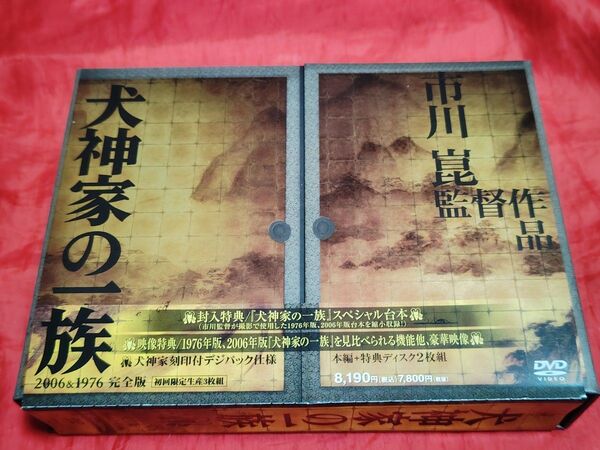 犬神家の一族
2006&1976 完全版 初回限定生産3枚組
市川崑
監督作品
封入特典/『犬神家の一族』スペシャル台本
(市川監督が撮影で使用した1976年版、2006年版台本を縮小収録!)
映像特典/1976年版、2006年版『犬神家の一族』を見比べられる機能他、豪華映像
犬神家刻印付デジパック仕様
本編+特典ディスク2枚組
8,190円(税込)7,800円(税抜)
DVD
VIDEO
犬神家の一族